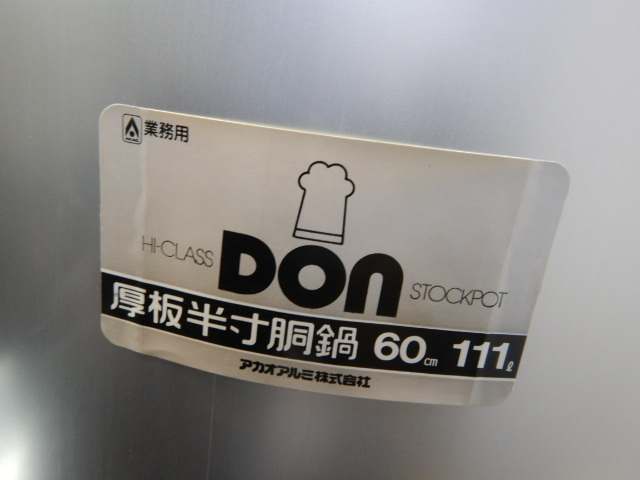 業務用
HI-CLASS DON STOCKPOT
厚板半寸胴鍋 60cm 111ℓ
アカオアルミ株式会社